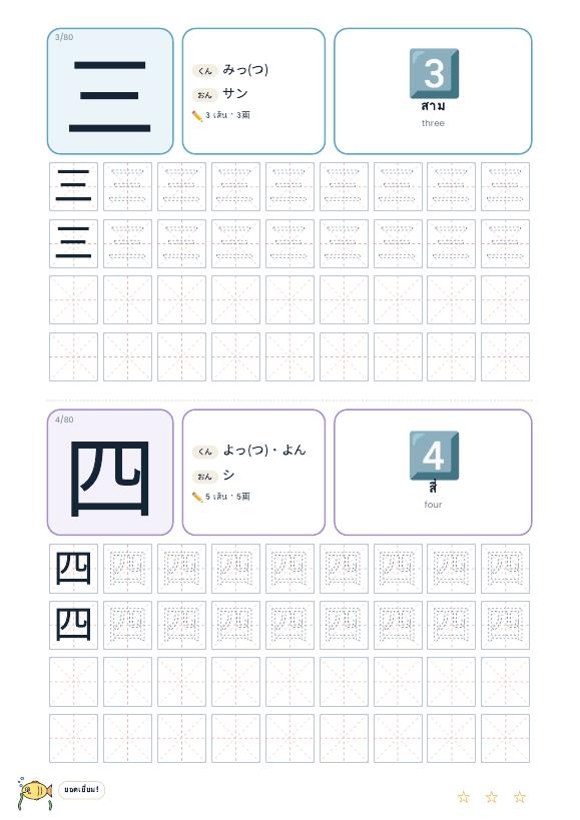 3/80
三
くん みっ(つ)
おん サン
3 เส้น · 3画
3
สาม
three
三
三
4/80
四
くん よっ(つ)・よん
おん シ
5 เส้น · 5画
4
สี่
four
四
四
ยอดเยี่ยม!